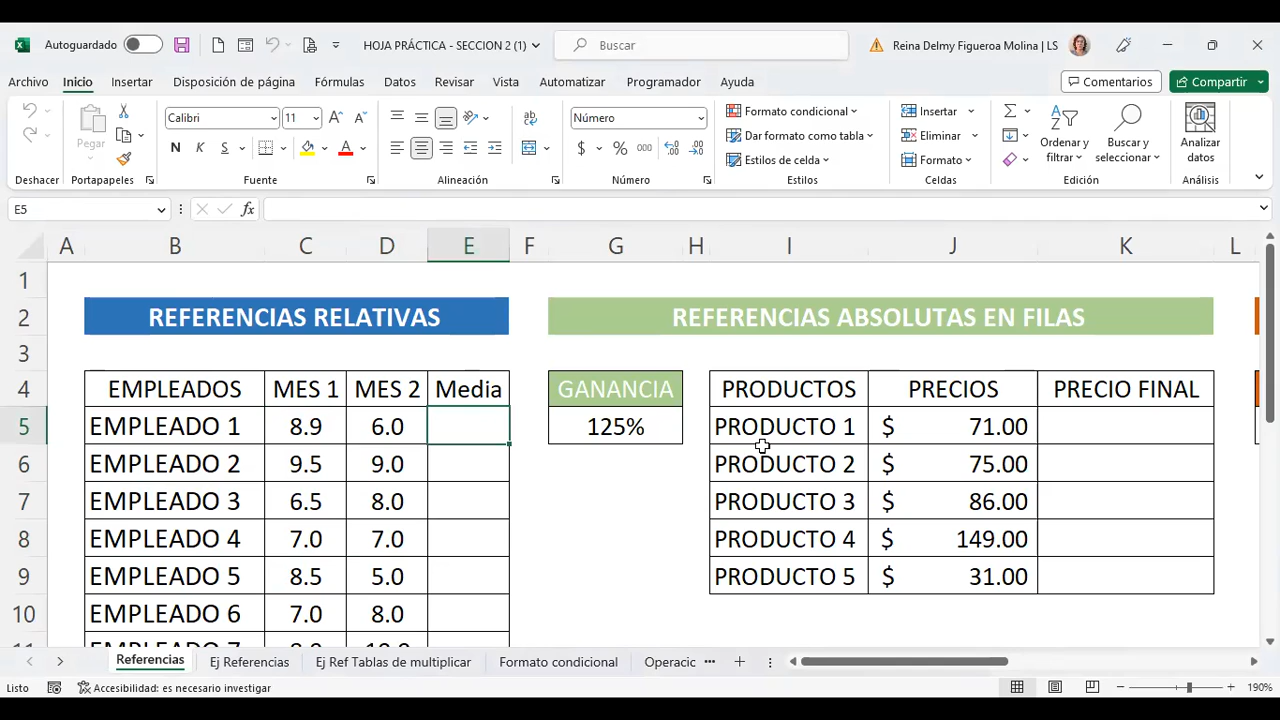 Autoguardado HOJA PRÁCTICA - SECCION 2 (1) Buscar Reina Delmy Figueroa Molina | LS
Archivo Inicio Insertar Disposición de página Fórmulas Datos Revisar Vista Automatizar Programador Ayuda Comentarios Compartir
Pegar Calibri 11 Número Formato condicional Insertar Ordenar y filtrar Buscar y seleccionar Analizar datos
N K S $ % 000 Dar formato como tabla Eliminar
Estilos de celda Formato
Deshacer Portapapeles Fuente Alineación Número Estilos Celdas Edición Análisis
E5 fx
A B C D E F G H I J K L
1
2 REFERENCIAS RELATIVAS REFERENCIAS ABSOLUTAS EN FILAS
3
4 EMPLEADOS MES 1 MES 2 Media GANANCIA PRODUCTOS PRECIOS PRECIO FINAL
5 EMPLEADO 1 8.9 6.0 125% PRODUCTO 1 $ 71.00
6 EMPLEADO 2 9.5 9.0 PRODUCTO 2 $ 75.00
7 EMPLEADO 3 6.5 8.0 PRODUCTO 3 $ 86.00
8 EMPLEADO 4 7.0 7.0 PRODUCTO 4 $ 149.00
9 EMPLEADO 5 8.5 5.0 PRODUCTO 5 $ 31.00
10 EMPLEADO 6 7.0 8.0
Referencias Ej Referencias Ej Ref Tablas de multiplicar Formato condicional Operacic
Listo Accesibilidad: es necesario investigar 190%